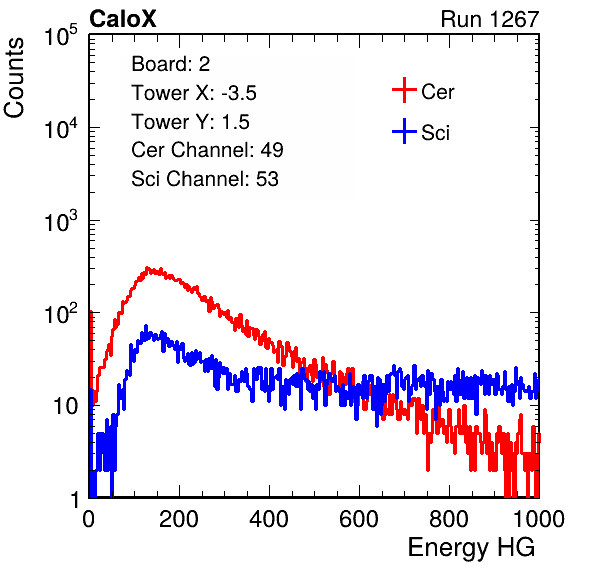 CaloX Run 1267
Counts
10^5
10^4
10^3
10^2
10
1
Board: 2
Tower X: -3.5
Tower Y: 1.5
Cer Channel: 49
Sci Channel: 53
Cer
Sci
0 200 400 600 800 1000
Energy HG